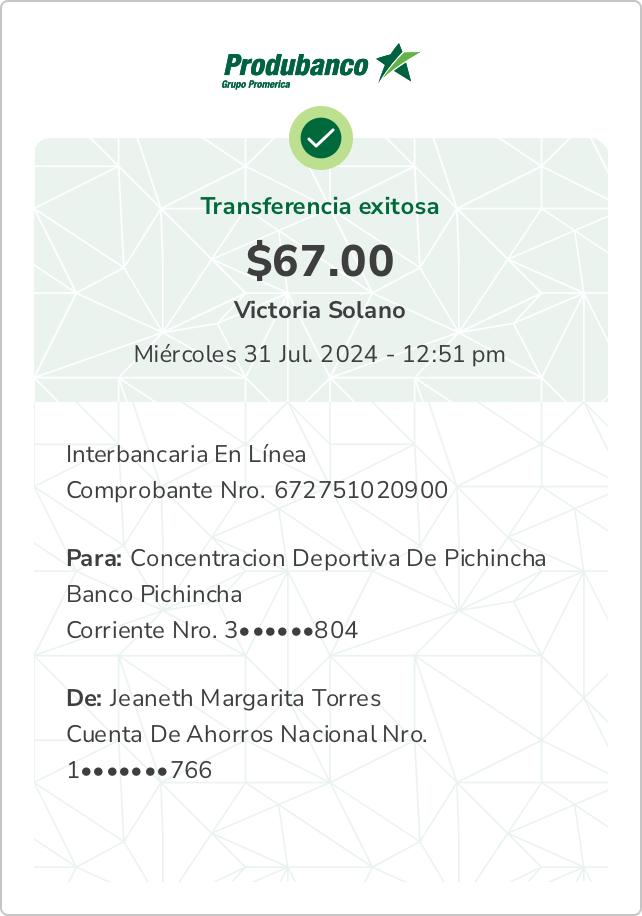 Produbanco
Grupo Promerica
Transferencia exitosa
$67.00
Victoria Solano
Miércoles 31 Jul. 2024 - 12:51 pm
Interbancaria En Línea
Comprobante Nro. 672751020900
Para: Concentracion Deportiva De Pichincha
Banco Pichincha
Corriente Nro. 3••••••804
De: Jeaneth Margarita Torres
Cuenta De Ahorros Nacional Nro.
1•••••••766